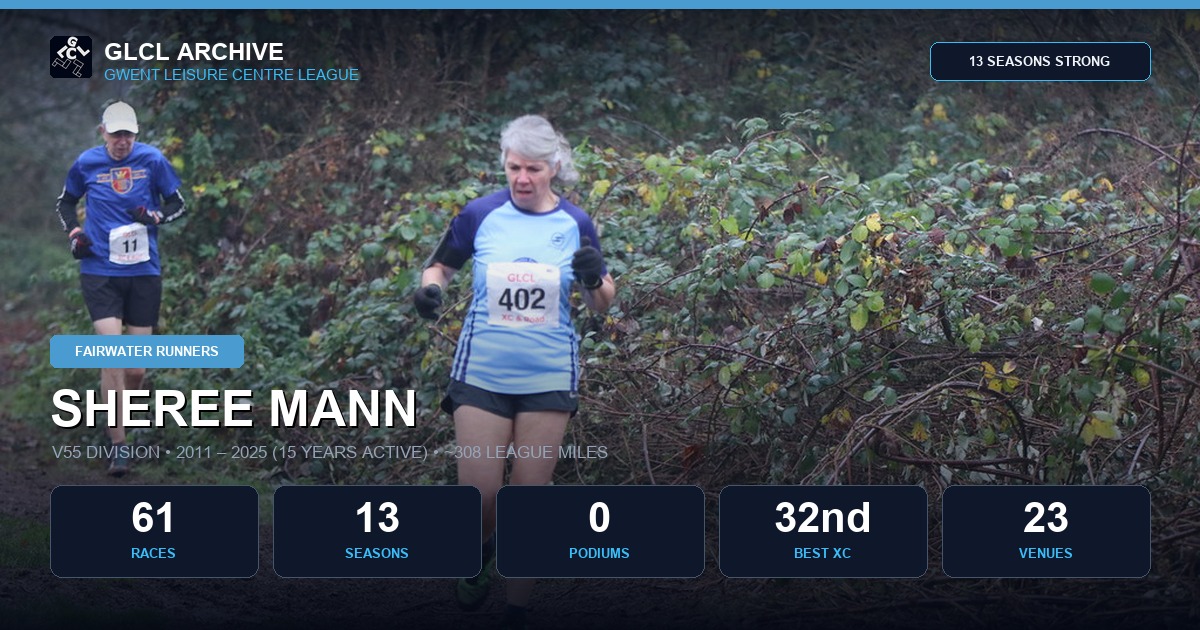 GLCL ARCHIVE
GWENT LEISURE CENTRE LEAGUE
13 SEASONS STRONG
11
GLCL
402
XC & Road
FAIRWATER RUNNERS
SHEREE MANN
V55 DIVISION • 2011 – 2025 (15 YEARS ACTIVE) • ~308 LEAGUE MILES
61
RACES
13
SEASONS
0
PODIUMS
32nd
BEST XC
23
VENUES